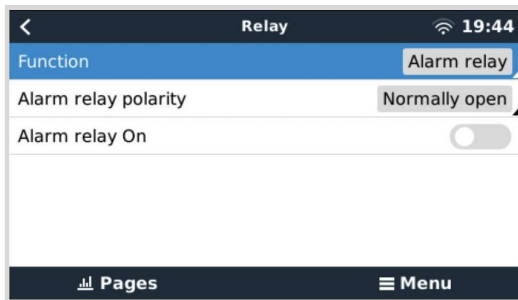 Relay 19:44
Function Alarm relay
Alarm relay polarity Normally open
Alarm relay On
Pages Menu